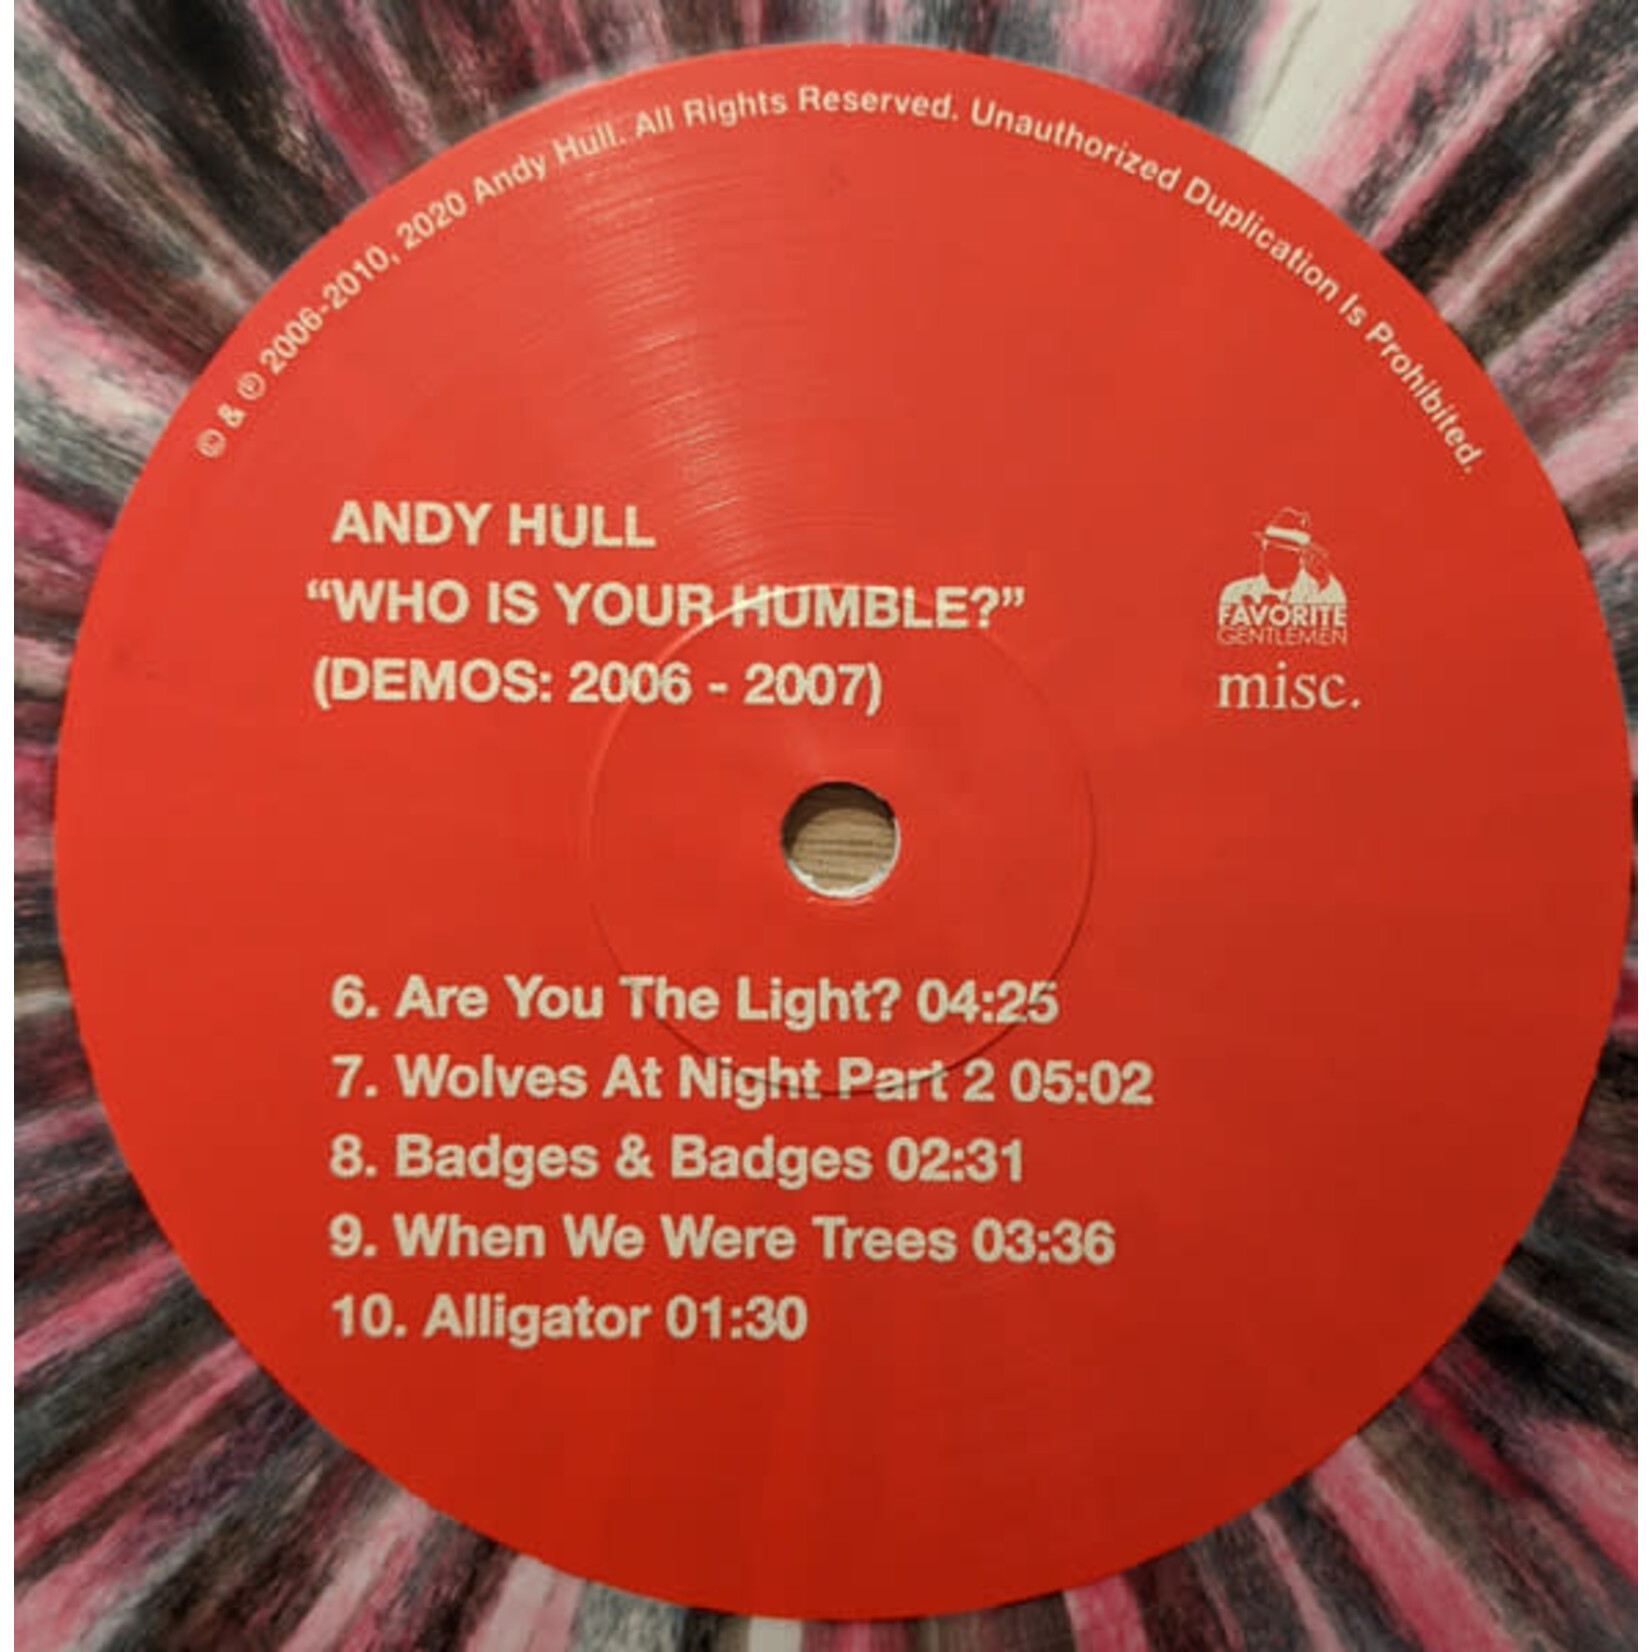 © & ℗ 2006-2010, 2020 Andy Hull. All Rights Reserved. Unauthorized Duplication Is Prohibited.
ANDY HULL
“WHO IS YOUR HUMBLE?”
(DEMOS: 2006 - 2007)
FAVORITE
GENTLEMEN
misc.
6. Are You The Light? 04:25
7. Wolves At Night Part 2 05:02
8. Badges & Badges 02:31
9. When We Were Trees 03:36
10. Alligator 01:30